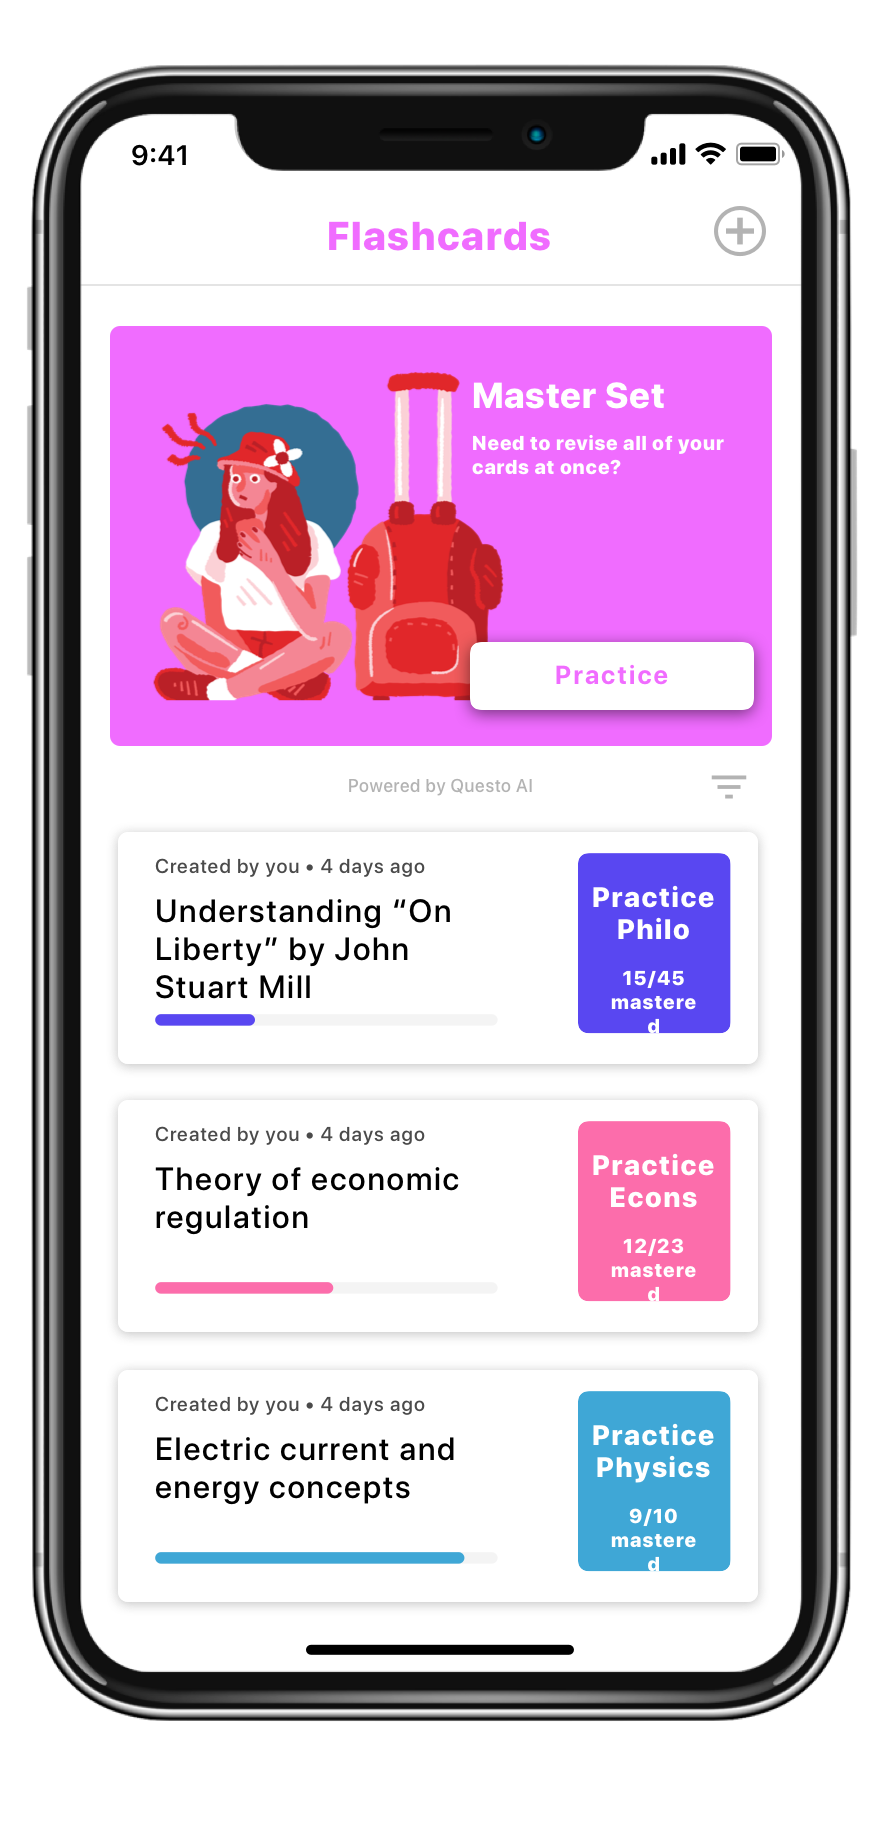 9:41
Flashcards
Master Set
Need to revise all of your
cards at once?
Practice
Powered by Questo AI
Created by you • 4 days ago
Understanding “On
Liberty” by John
Stuart Mill
Practice
Philo
15/45
mastere
d
Created by you • 4 days ago
Theory of economic
regulation
Practice
Econs
12/23
mastere
d
Created by you • 4 days ago
Electric current and
energy concepts
Practice
Physics
9/10
mastere
d